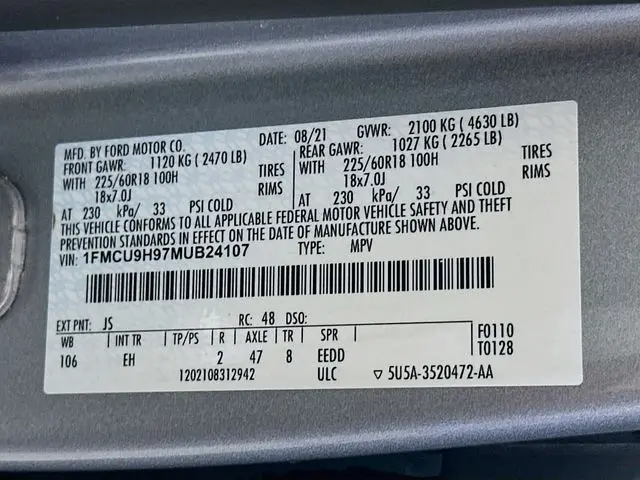 MFD. BY FORD MOTOR CO. DATE: 08/21 GVWR: 2100 KG ( 4630 LB)
FRONT GAWR: 1120 KG ( 2470 LB) REAR GAWR: 1027 KG ( 2265 LB)
WITH 225/60R18 100H TIRES WITH 225/60R18 100H TIRES
18x7.0J RIMS 18x7.0J RIMS
AT 230 kPa/ 33 PSI COLD AT 230 kPa/ 33 PSI COLD
THIS VEHICLE CONFORMS TO ALL APPLICABLE FEDERAL MOTOR VEHICLE SAFETY AND THEFT
PREVENTION STANDARDS IN EFFECT ON THE DATE OF MANUFACTURE SHOWN ABOVE.
VIN: 1FMCU9H97MUB24107 TYPE: MPV
EXT PNT: JS RC: 48 DSO:
WB INT TR TP/PS R AXLE TR SPR F0110
106 EH 2 47 8 EEDD T0128
1202108312942 ULC ▽ 5U5A-3520472-AA